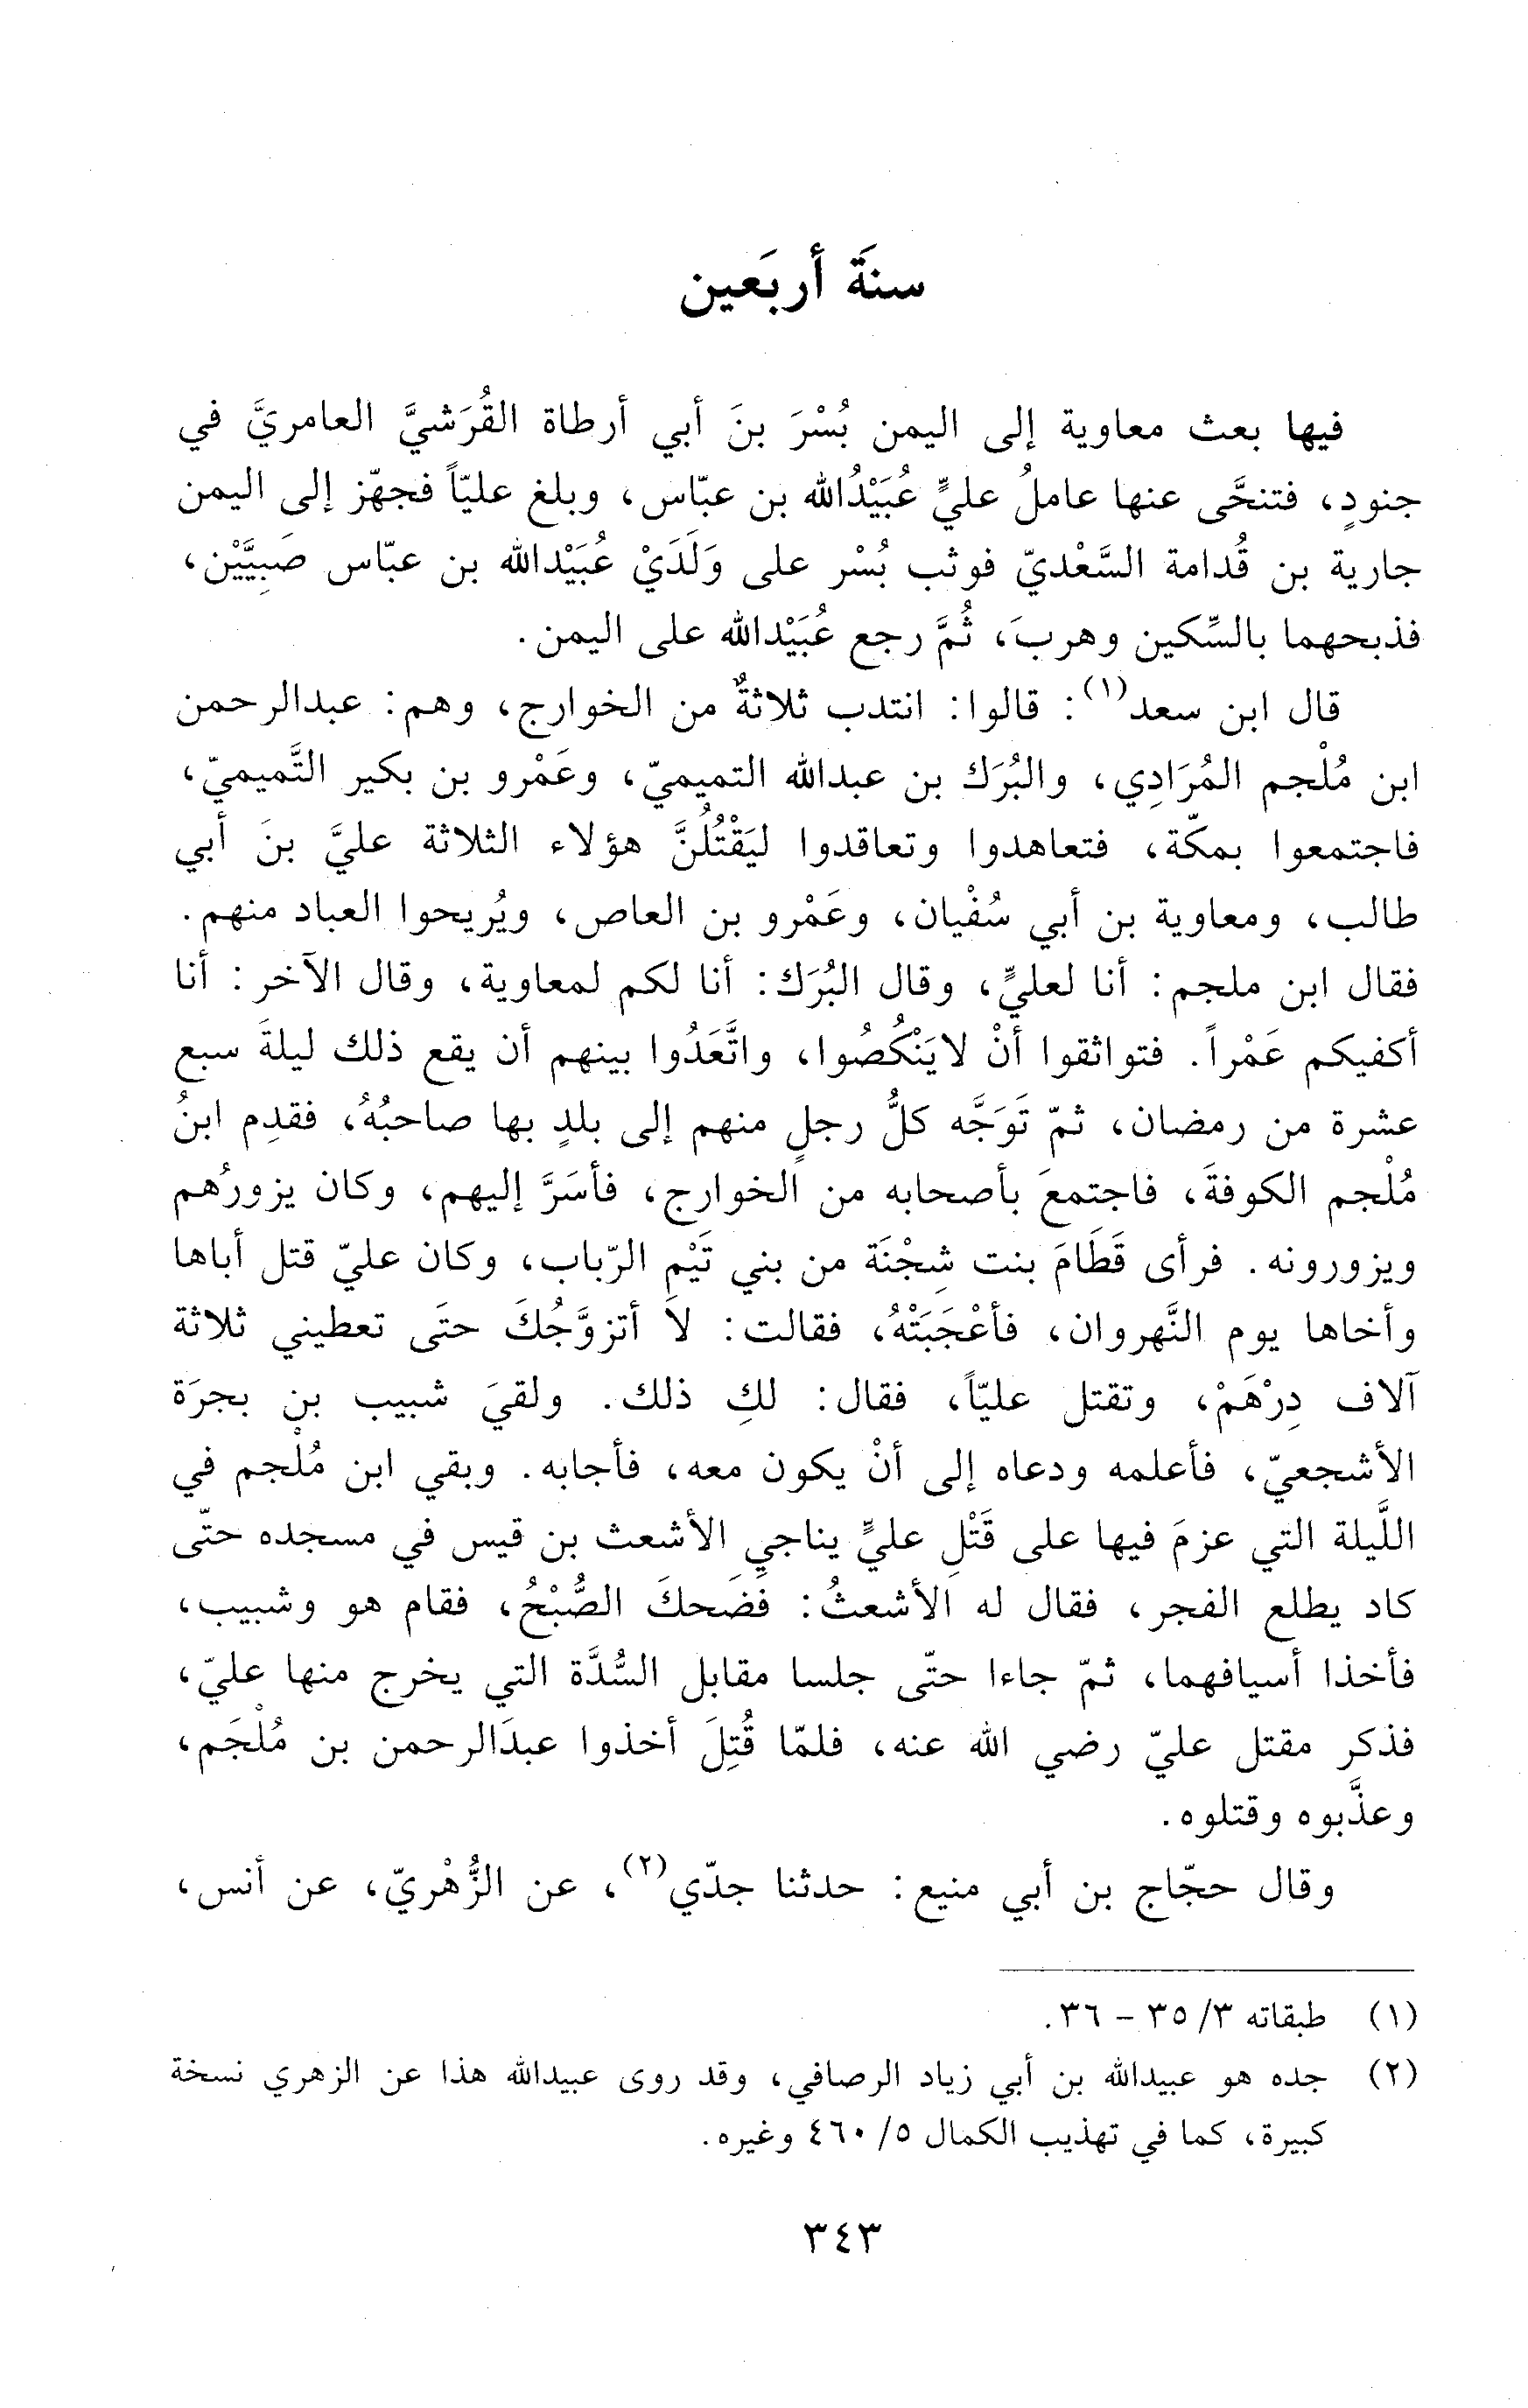 سنَةَ أربَعين
فيها بعث معاوية إلى اليمن بُسْرَ بنَ أبي أرطاة القُرَشيَّ العامريَّ في
جنودٍ، فتنحَّى عنها عاملُ عليٍّ عُبَيْدُالله بن عبّاس، وبلغ عليّاً فجهّز إلى اليمن
جارية بن قُدامة السَّعْديّ فوثب بُسْر على وَلَدَيْ عُبَيْدالله بن عبّاس صَبِيَّيْن،
فذبحهما بالسِّكين وهربَ، ثُمَّ رجع عُبَيْدالله على اليمن.
قال ابن سعد(١): قالوا: انتدب ثلاثةٌ من الخوارج، وهم: عبدالرحمن
ابن مُلْجم المُرَادِي، والبُرَك بن عبدالله التميميّ، وعَمْرو بن بكير التَّميميّ،
فاجتمعوا بمكّة، فتعاهدوا وتعاقدوا ليَقْتُلُنَّ هؤلاء الثلاثة عليَّ بنَ أبي
طالب، ومعاوية بن أبي سُفْيان، وعَمْرو بن العاص، ويُريحوا العباد منهم.
فقال ابن ملجم: أنا لعليٍّ، وقال البُرَك: أنا لكم لمعاوية، وقال الآخر: أنا
أكفيكم عَمْراً. فتواثقوا أنْ لايَنْكُصُوا، واتَّعَدُوا بينهم أن يقع ذلك ليلةَ سبع
عشرة من رمضان، ثمّ تَوَجَّه كلُّ رجلٍ منهم إلى بلدٍ بها صاحبُهُ، فقدِم ابنُ
مُلْجم الكوفةَ، فاجتمعَ بأصحابه من الخوارج، فأسَرَّ إليهم، وكان يزورُهم
ويزورونه. فرأى قَطَامَ بنت شِجْنَة من بني تَيْم الرّباب، وكان عليّ قتل أباها
وأخاها يوم النَّهروان، فأعْجَبَتْهُ، فقالت: لا أتزوَّجُكَ حتَى تعطيني ثلاثة
آلاف دِرْهَمْ، وتقتل عليّاً، فقال: لكِ ذلك. ولقيَ شبيب بن بجرَة
الأشجعيّ، فأعلمه ودعاه إلى أنْ يكون معه، فأجابه. وبقي ابن مُلْجم في
اللَّيلة التي عزمَ فيها على قَتْلِ عليٍّ يناجي الأشعث بن قيس في مسجده حتّى
كاد يطلع الفجر، فقال له الأشعثُ: فَضَحكَ الصُّبْحُ، فقام هو وشبيب،
فأخذا أسيافهما، ثمّ جاءا حتّى جلسا مقابل السُّدَّة التي يخرج منها عليّ،
فذكر مقتل عليّ رضي الله عنه، فلمّا قُتِلَ أخذوا عبدَالرحمن بن مُلْجَم،
وعذَّبوه وقتلوه.
وقال حجّاج بن أبي منيع: حدثنا جدّي(٢)، عن الزُّهْريّ، عن أنس،
(١) طبقاته ٣/ ٣٥ - ٣٦.
(٢) جده هو عبيدالله بن أبي زياد الرصافي، وقد روى عبيدالله هذا عن الزهري نسخة
كبيرة، كما في تهذيب الكمال ٥/ ٤٦٠ وغيره.
٣٤٣